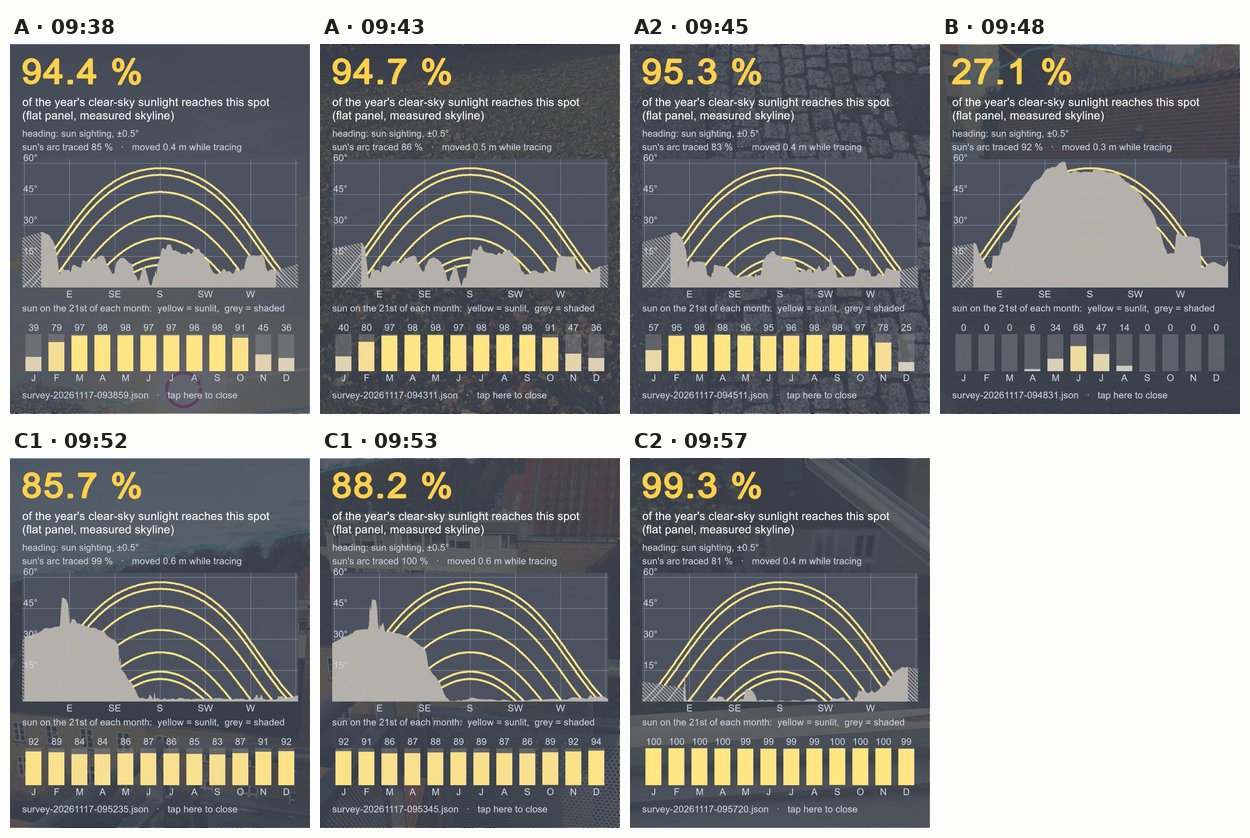 A · 09:38
94.4 %
of the year's clear-sky sunlight reaches this spot
(flat panel, measured skyline)
heading: sun sighting, ±0.5°
sun's arc traced 85 % · moved 0.4 m while tracing
60°
45°
30°
15°
E SE S SW W
sun on the 21st of each month: yellow = sunlit, grey = shaded
39 79 97 98 98 97 97 98 98 91 45 36
J F M A M J J A S O N D
survey-20261117-093859.json · tap here to close
A · 09:43
94.7 %
of the year's clear-sky sunlight reaches this spot
(flat panel, measured skyline)
heading: sun sighting, ±0.5°
sun's arc traced 86 % · moved 0.5 m while tracing
60°
45°
30°
15°
E SE S SW W
sun on the 21st of each month: yellow = sunlit, grey = shaded
40 80 97 98 98 97 98 98 98 91 47 36
J F M A M J J A S O N D
survey-20261117-094311.json · tap here to close
A2 · 09:45
95.3 %
of the year's clear-sky sunlight reaches this spot
(flat panel, measured skyline)
heading: sun sighting, ±0.5°
sun's arc traced 83 % · moved 0.4 m while tracing
60°
45°
30°
15°
E SE S SW W
sun on the 21st of each month: yellow = sunlit, grey = shaded
57 95 98 98 96 95 96 98 98 97 78 25
J F M A M J J A S O N D
survey-20261117-094511.json · tap here to close
B · 09:48
27.1 %
of the year's clear-sky sunlight reaches this spot
(flat panel, measured skyline)
heading: sun sighting, ±0.5°
sun's arc traced 92 % · moved 0.3 m while tracing
60°
45°
30°
15°
E SE S SW W
sun on the 21st of each month: yellow = sunlit, grey = shaded
0 0 0 6 34 68 47 14 0 0 0 0
J F M A M J J A S O N D
survey-20261117-094831.json · tap here to close
C1 · 09:52
85.7 %
of the year's clear-sky sunlight reaches this spot
(flat panel, measured skyline)
heading: sun sighting, ±0.5°
sun's arc traced 99 % · moved 0.6 m while tracing
60°
45°
30°
15°
E SE S SW W
sun on the 21st of each month: yellow = sunlit, grey = shaded
92 89 84 84 86 87 86 85 83 87 91 92
J F M A M J J A S O N D
survey-20261117-095235.json · tap here to close
C1 · 09:53
88.2 %
of the year's clear-sky sunlight reaches this spot
(flat panel, measured skyline)
heading: sun sighting, ±0.5°
sun's arc traced 100 % · moved 0.6 m while tracing
60°
45°
30°
15°
E SE S SW W
sun on the 21st of each month: yellow = sunlit, grey = shaded
92 91 86 87 88 89 89 87 86 89 92 94
J F M A M J J A S O N D
survey-20261117-095345.json · tap here to close
C2 · 09:57
99.3 %
of the year's clear-sky sunlight reaches this spot
(flat panel, measured skyline)
heading: sun sighting, ±0.5°
sun's arc traced 81 % · moved 0.4 m while tracing
60°
45°
30°
15°
E SE S SW W
sun on the 21st of each month: yellow = sunlit, grey = shaded
100 100 100 100 99 99 99 99 100 100 100 99
J F M A M J J A S O N D
survey-20261117-095720.json · tap here to close